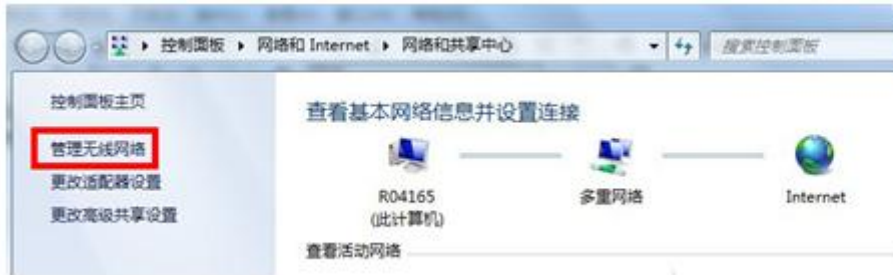 控制面板 ▸ 网络和 Internet ▸ 网络和共享中心
搜索控制面板
控制面板主页
查看基本网络信息并设置连接
管理无线网络
更改适配器设置
更改高级共享设置
R04165
(此计算机)
多重网络
Internet
查看活动网络